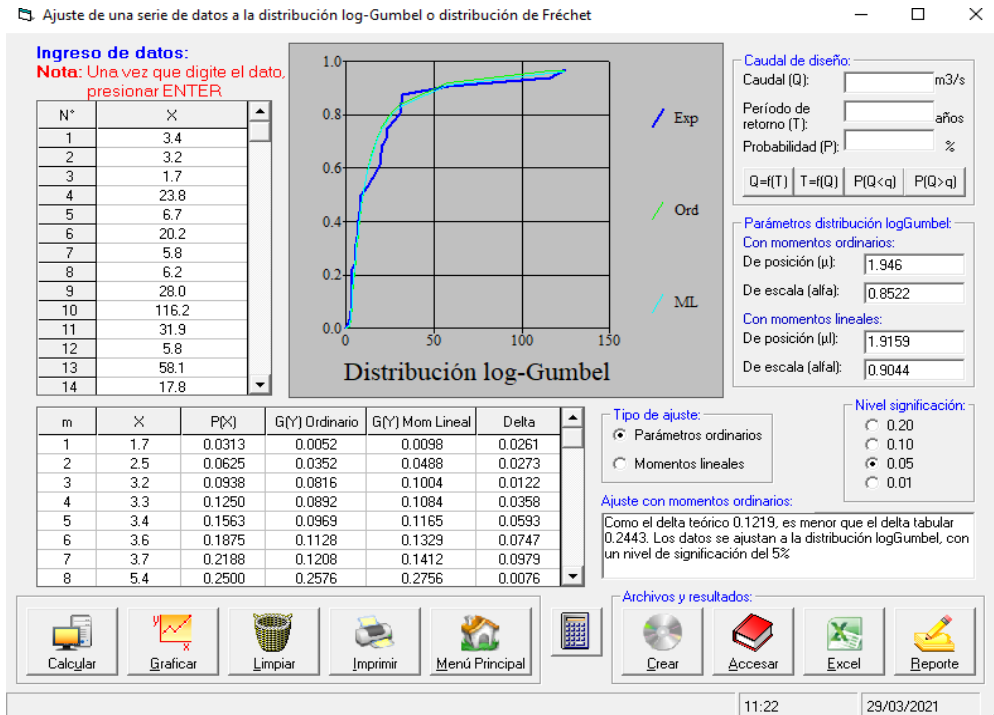 Ajuste de una serie de datos a la distribución log-Gumbel o distribución de Fréchet
Ingreso de datos:
Nota: Una vez que digite el dato,
presionar ENTER
N° X
1 3.4
2 3.2
3 1.7
4 23.8
5 6.7
6 20.2
7 5.8
8 6.2
9 28.0
10 116.2
11 31.9
12 5.8
13 58.1
14 17.8
1.0
0.8
0.6
0.4
0.2
0.0
0 50 100 150
Exp
Ord
ML
Distribución log-Gumbel
Caudal de diseño:
Caudal (Q): m3/s
Período de
retorno (T): años
Probabilidad (P): %
Q=f(T) T=f(Q) P(Q<q) P(Q>q)
Parámetros distribución logGumbel:
Con momentos ordinarios:
De posición (µ): 1.946
De escala (alfa): 0.8522
Con momentos lineales:
De posición (µl): 1.9159
De escala (alfal): 0.9044
m X P(X) G(Y) Ordinario G(Y) Mom Lineal Delta
1 1.7 0.0313 0.0052 0.0098 0.0261
2 2.5 0.0625 0.0352 0.0488 0.0273
3 3.2 0.0938 0.0816 0.1004 0.0122
4 3.3 0.1250 0.0892 0.1084 0.0358
5 3.4 0.1563 0.0969 0.1165 0.0593
6 3.6 0.1875 0.1128 0.1329 0.0747
7 3.7 0.2188 0.1208 0.1412 0.0979
8 5.4 0.2500 0.2576 0.2756 0.0076
Tipo de ajuste:
Parámetros ordinarios
Momentos lineales
Nivel significación:
0.20
0.10
0.05
0.01
Ajuste con momentos ordinarios:
Como el delta teórico 0.1219, es menor que el delta tabular
0.2443. Los datos se ajustan a la distribución logGumbel, con
un nivel de significación del 5%
Calcular Graficar Limpiar Imprimir Menú Principal
Archivos y resultados:
Crear Accesar Excel Reporte
11:22 29/03/2021